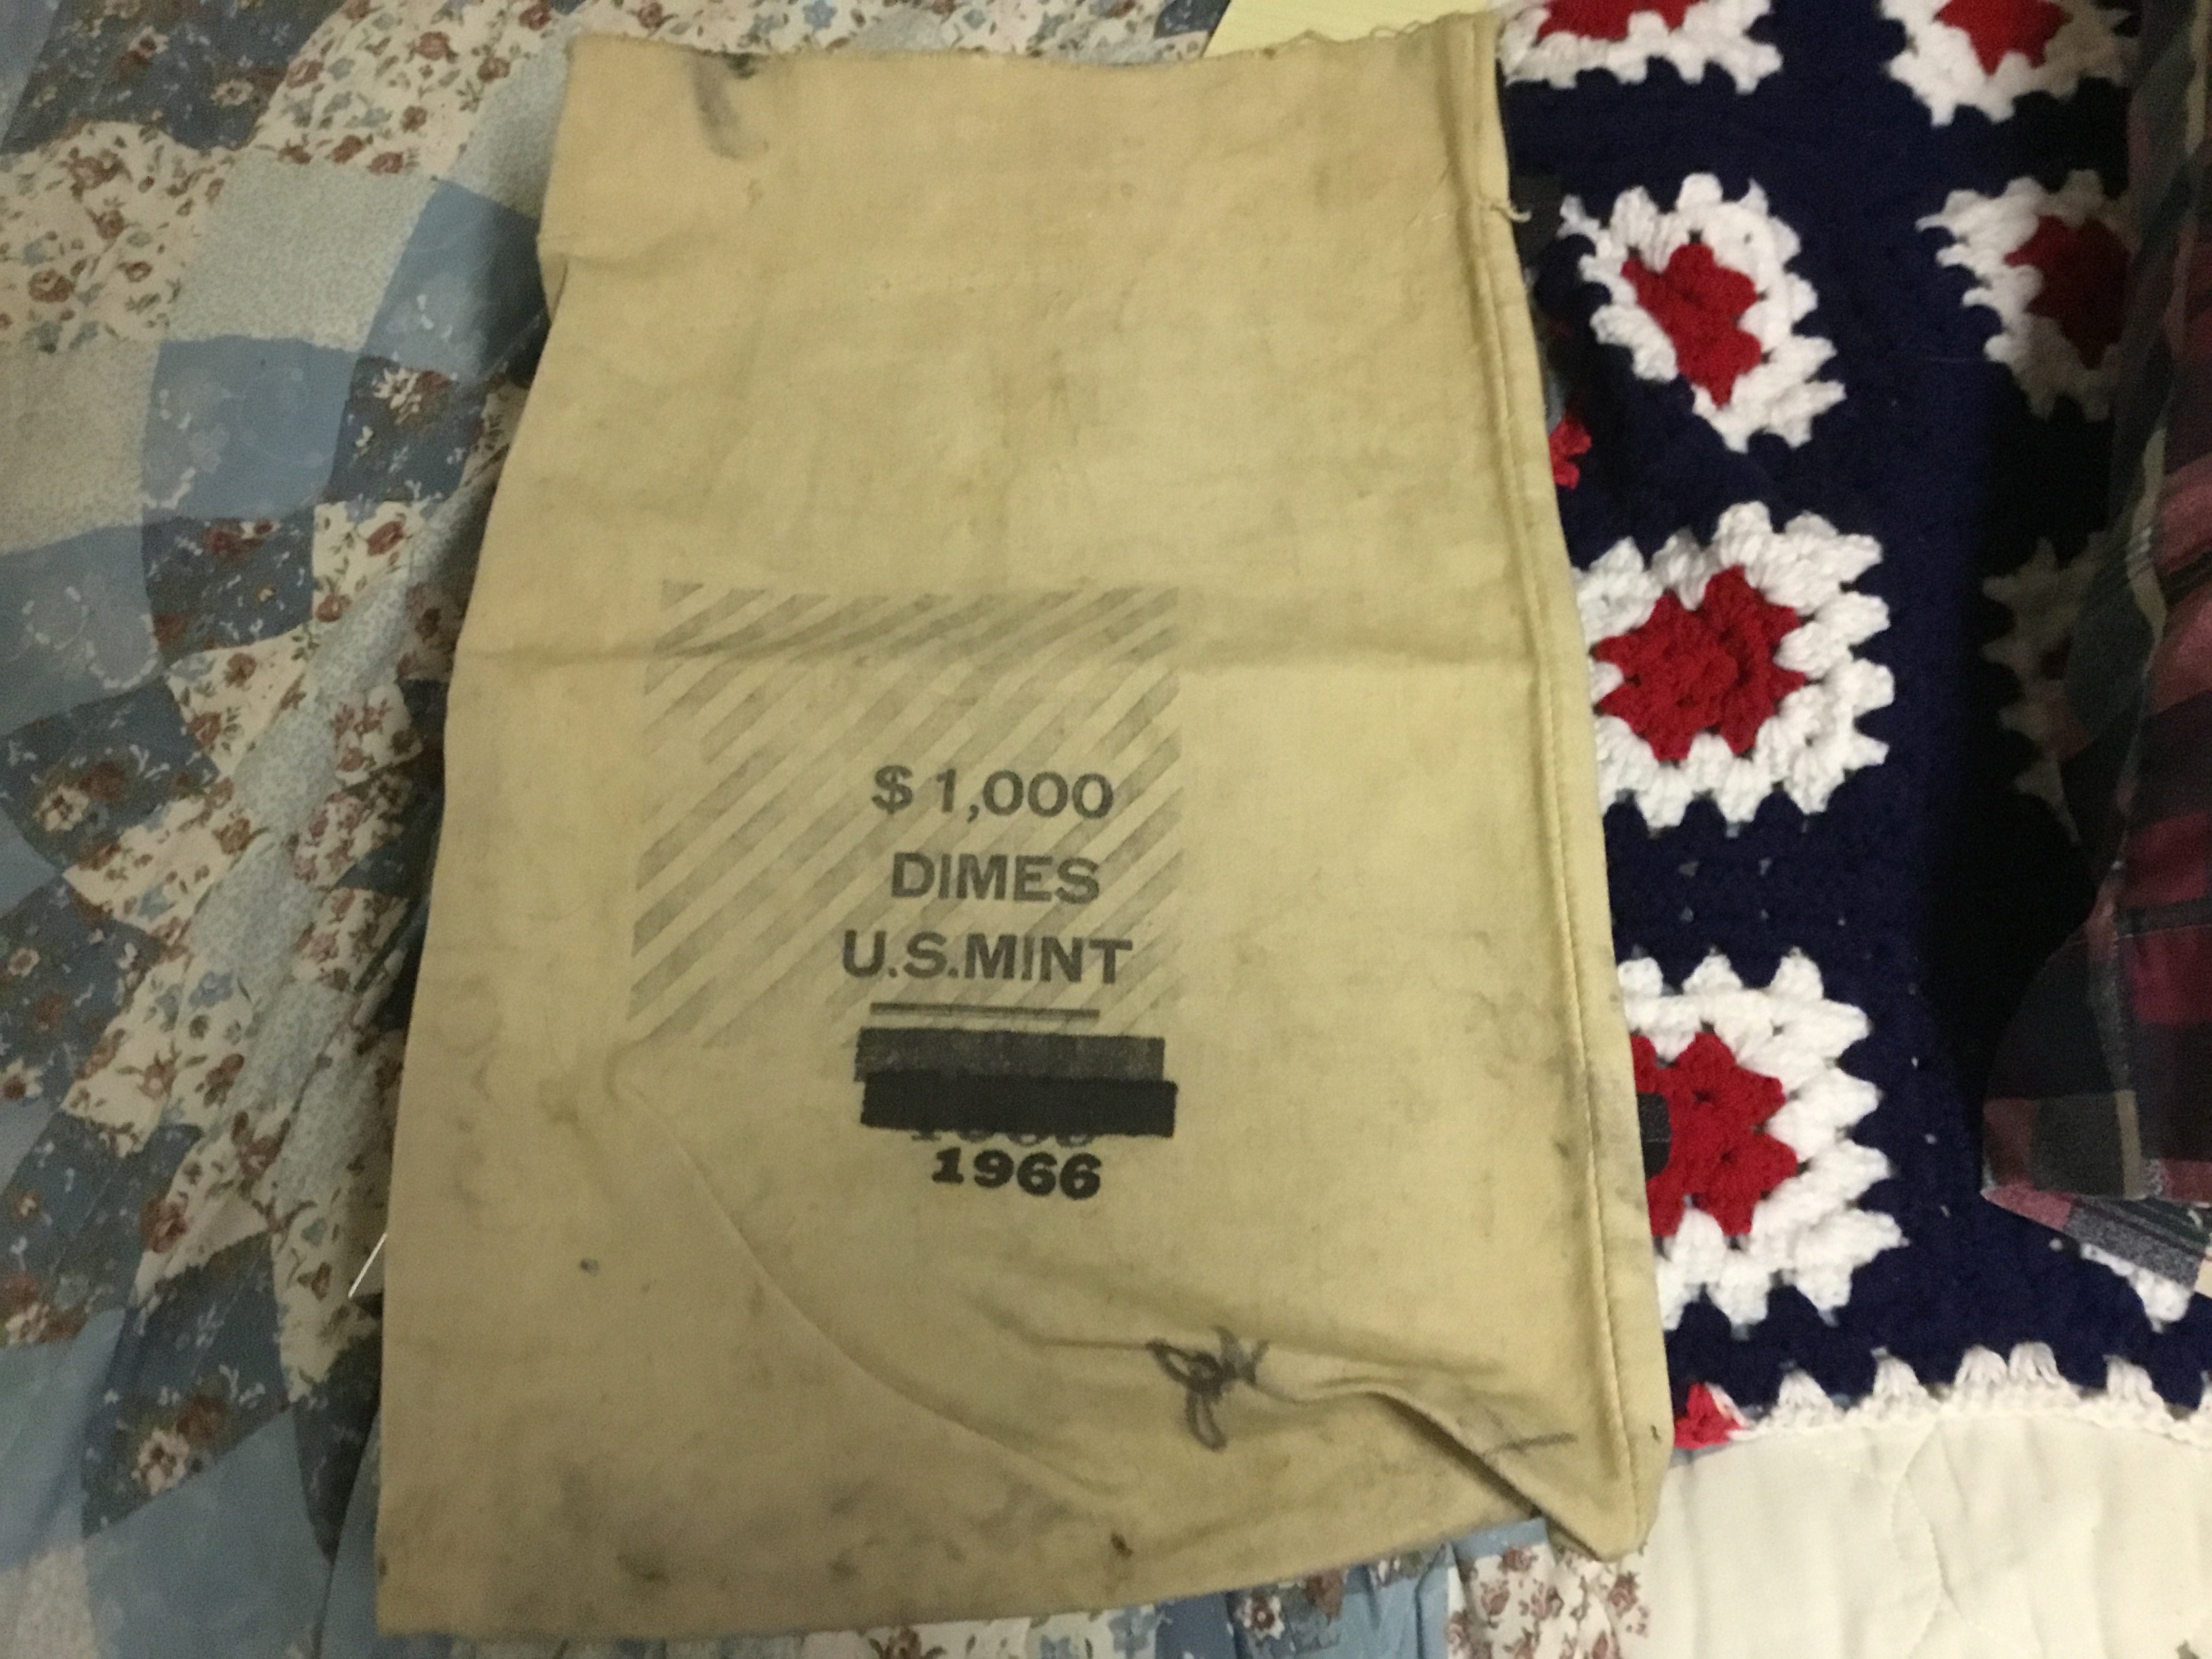 $ 1,000
DIMES
U.S.MINT
1966